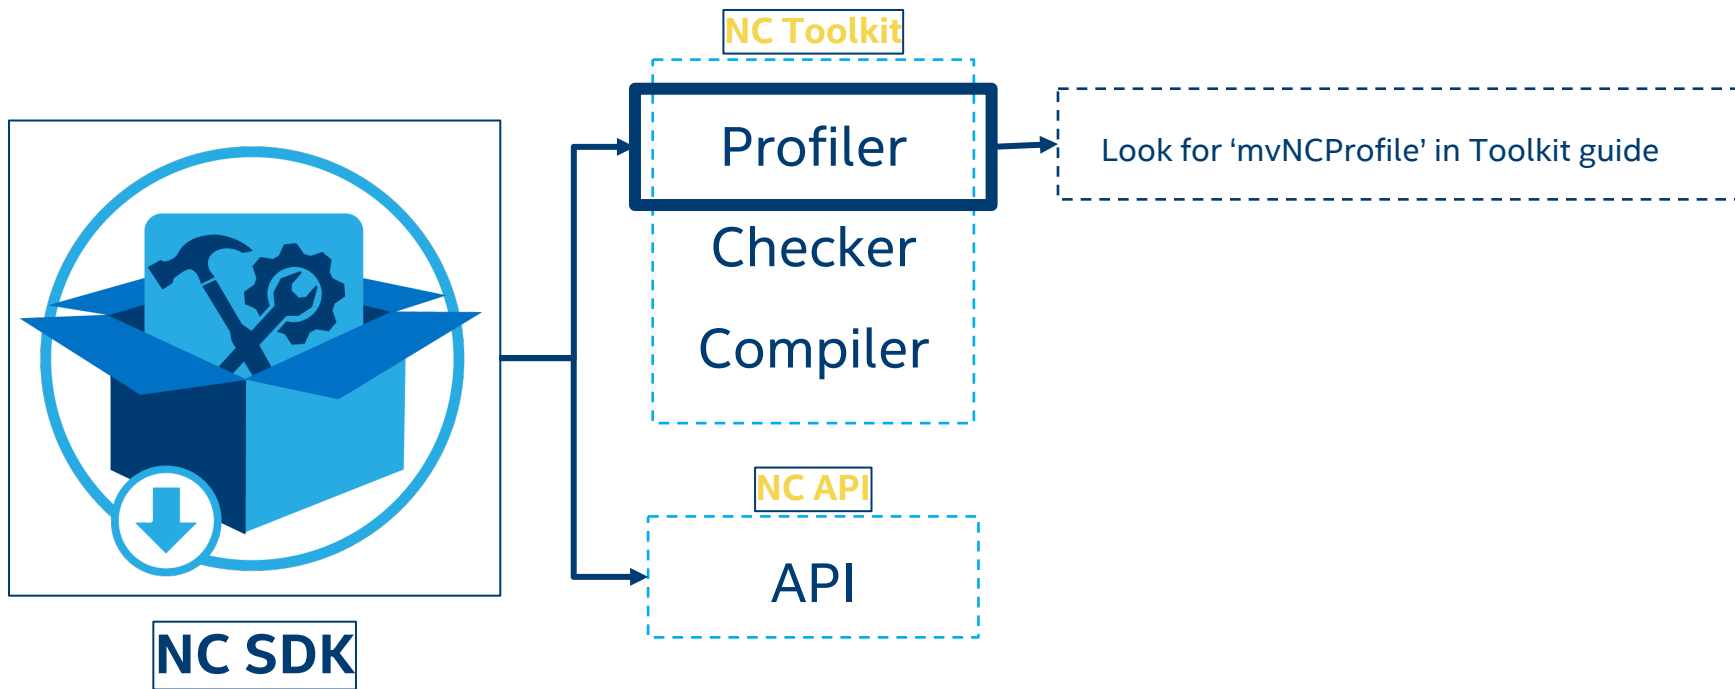 NC Toolkit
Profiler
Look for ‘mvNCProfile’ in Toolkit guide
Checker
Compiler
NC API
API
NC SDK